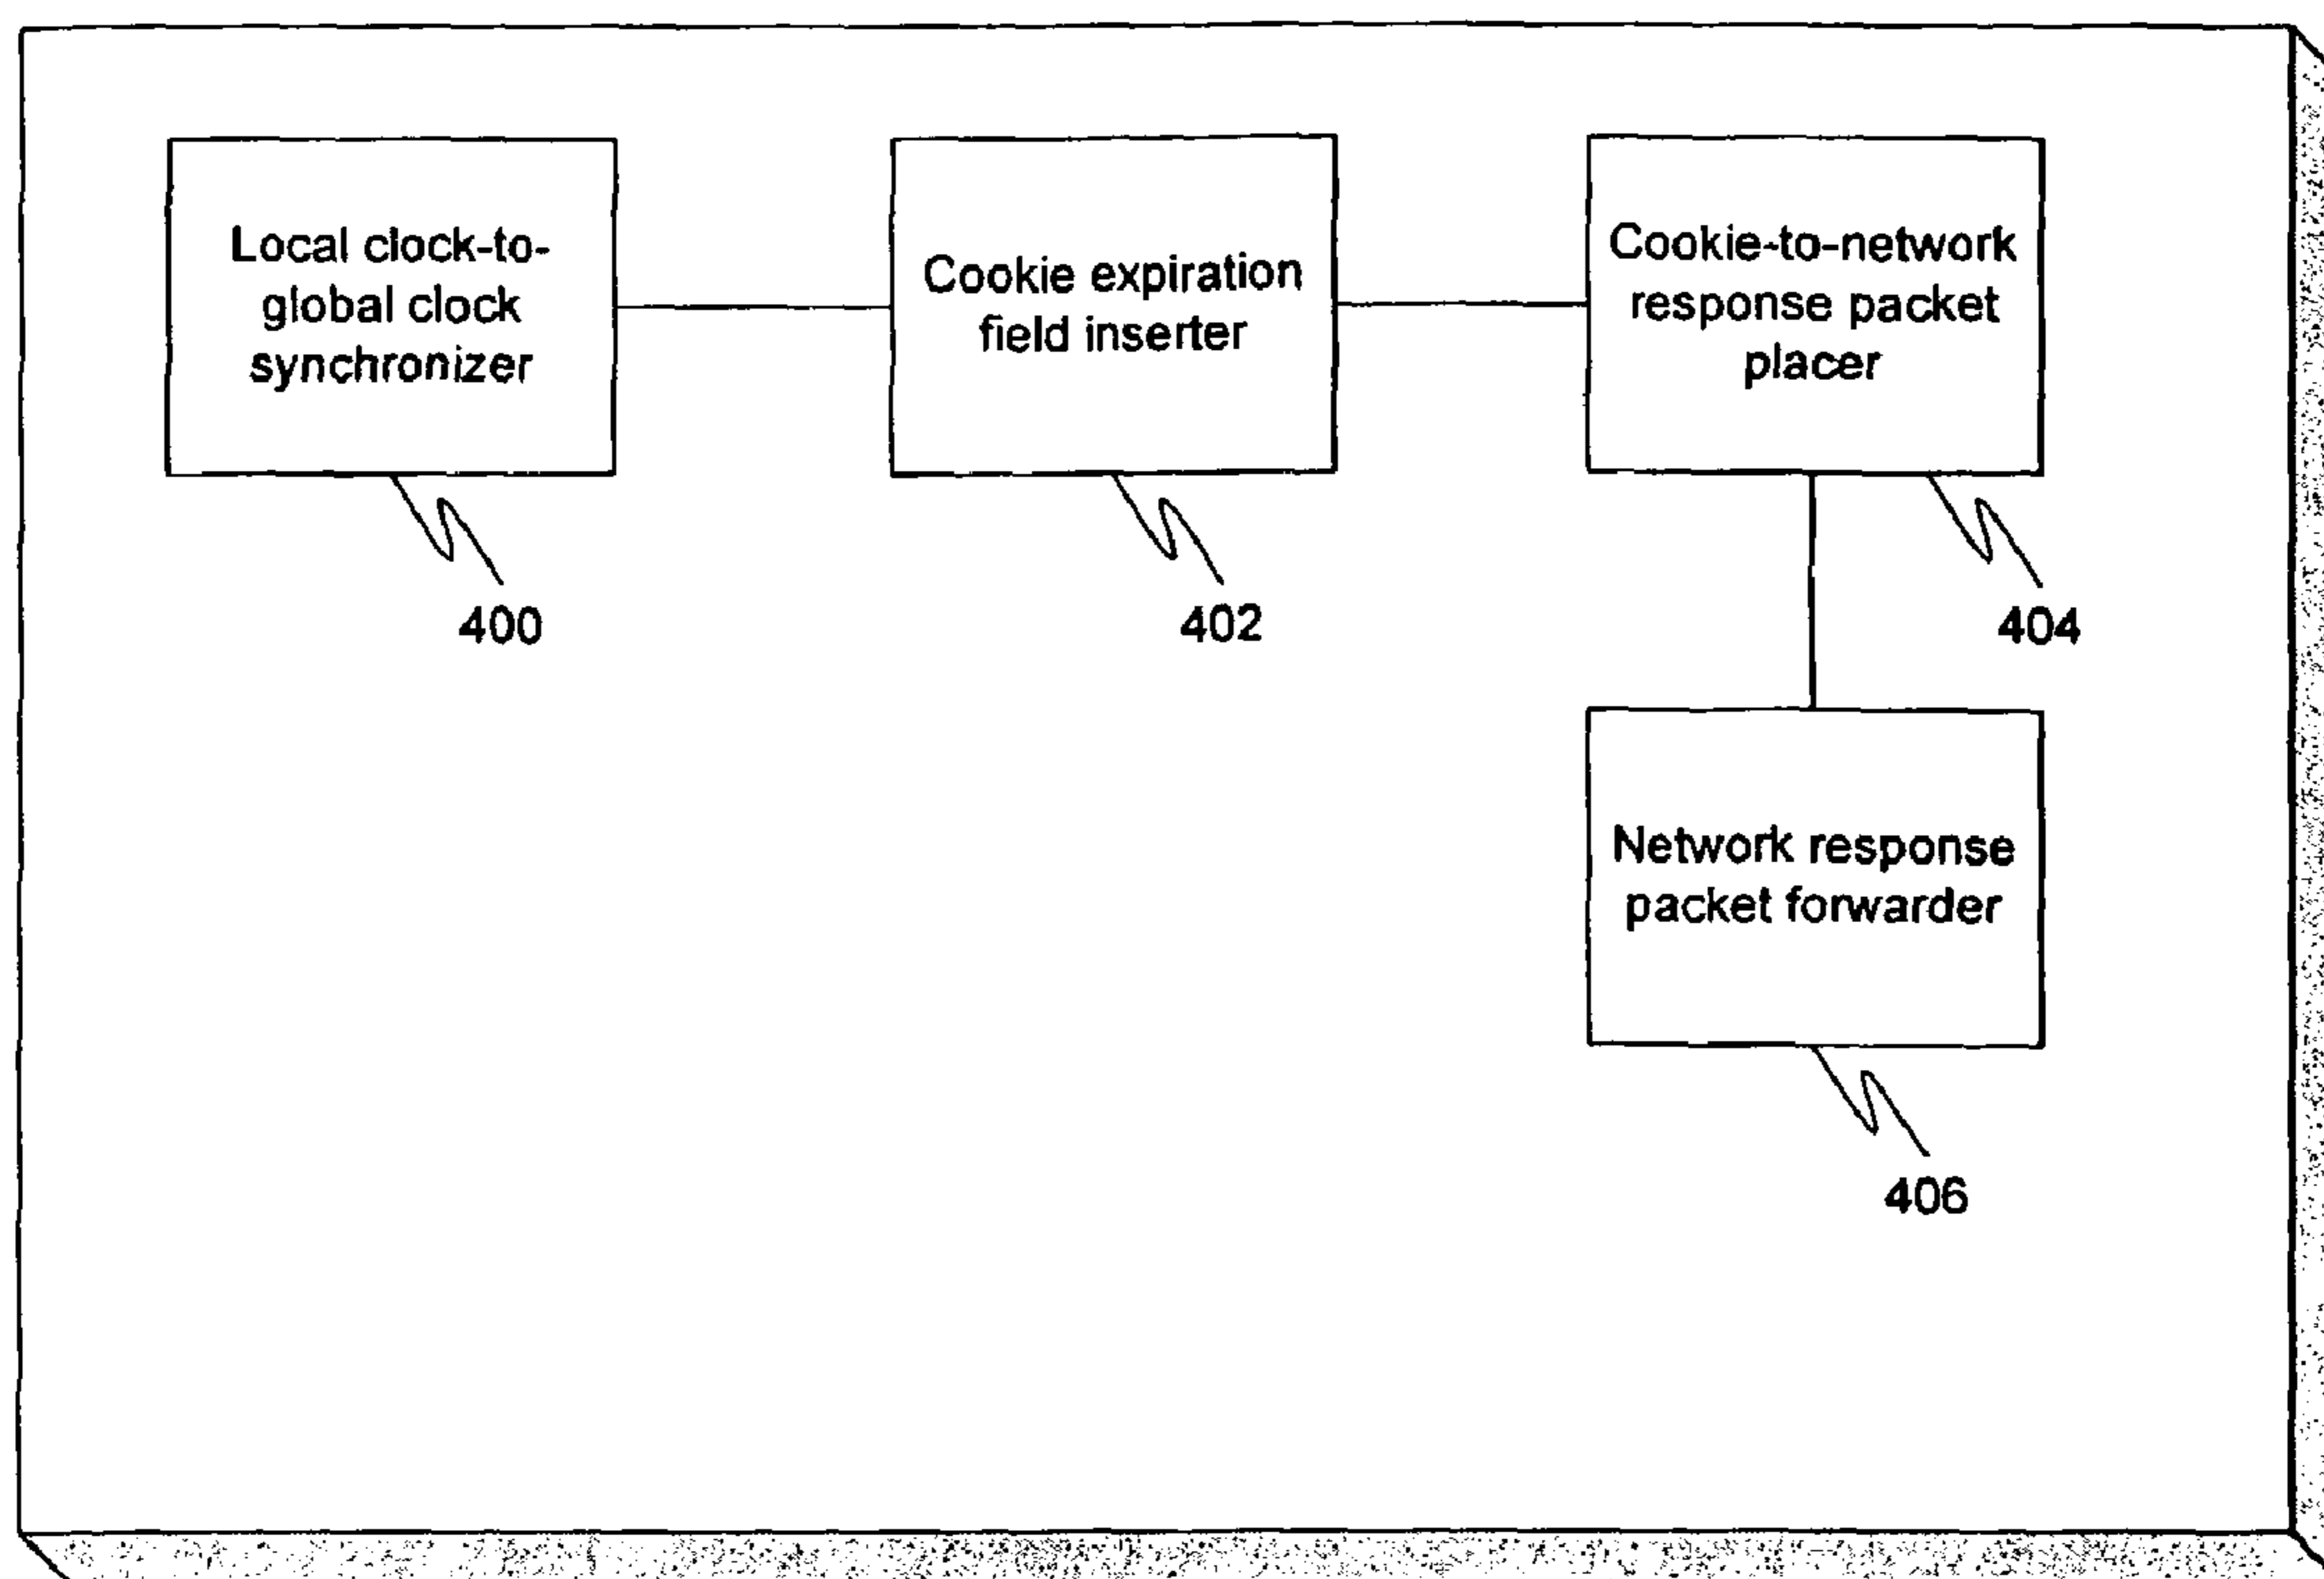 Local clock-to-
global clock
synchronizer
400
Cookie expiration
field inserter
402
Cookie-to-network
response packet
placer
404
Network response
packet forwarder
406